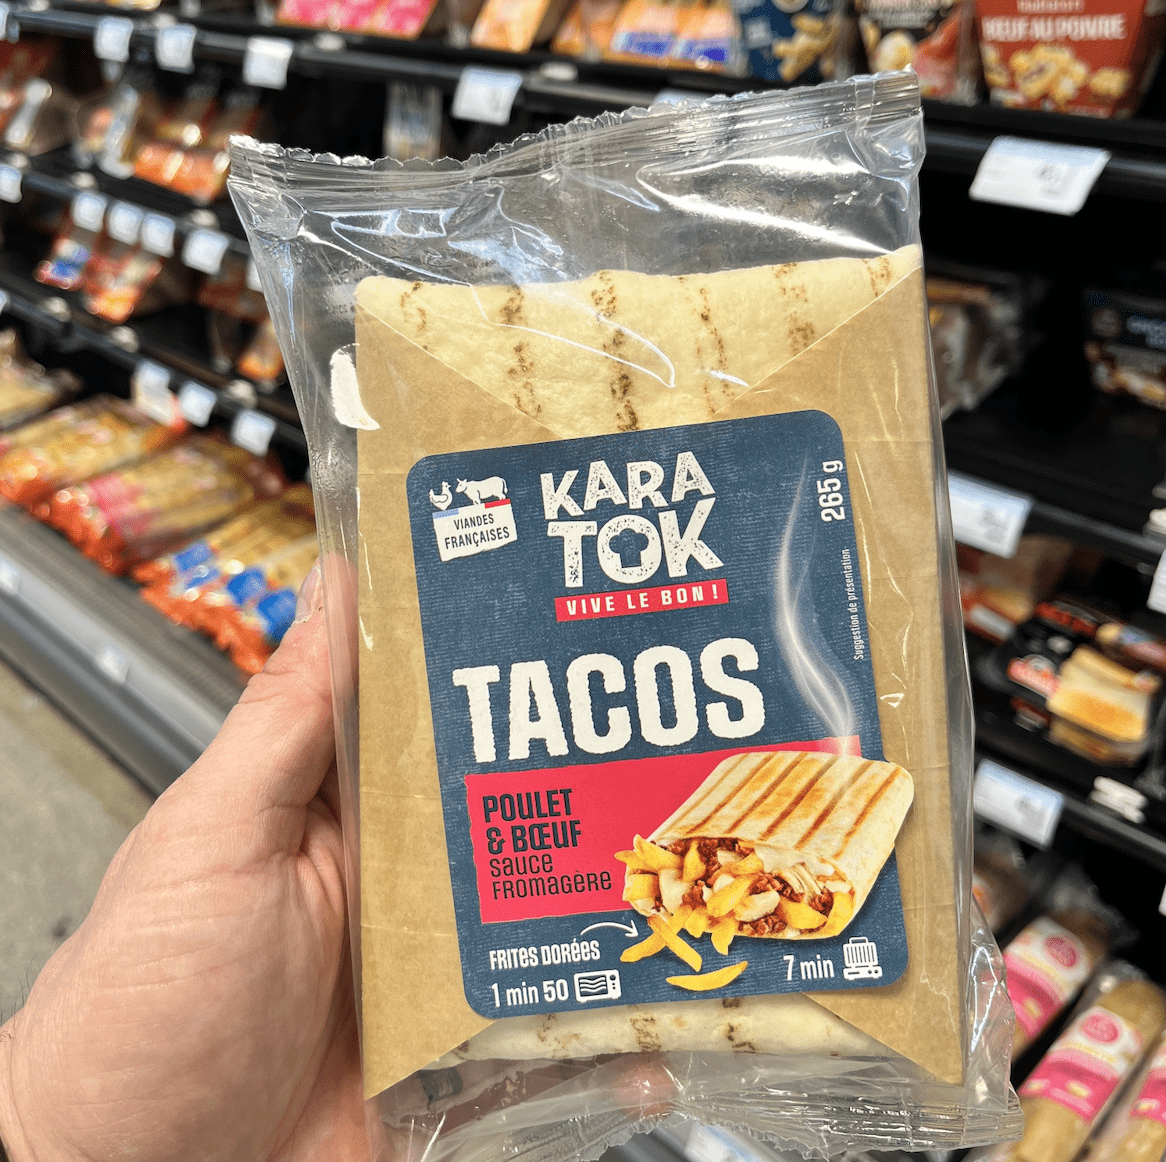 BŒUF AU POIVRE
VIANDES
FRANÇAISES
KARA
TOK
VIVE LE BON !
265 g
Suggestion de présentation
TACOS
POULET
& BŒUF
SAUCE
FROMAGÈRE
FRITES DORÉES
1 min 50
7 min